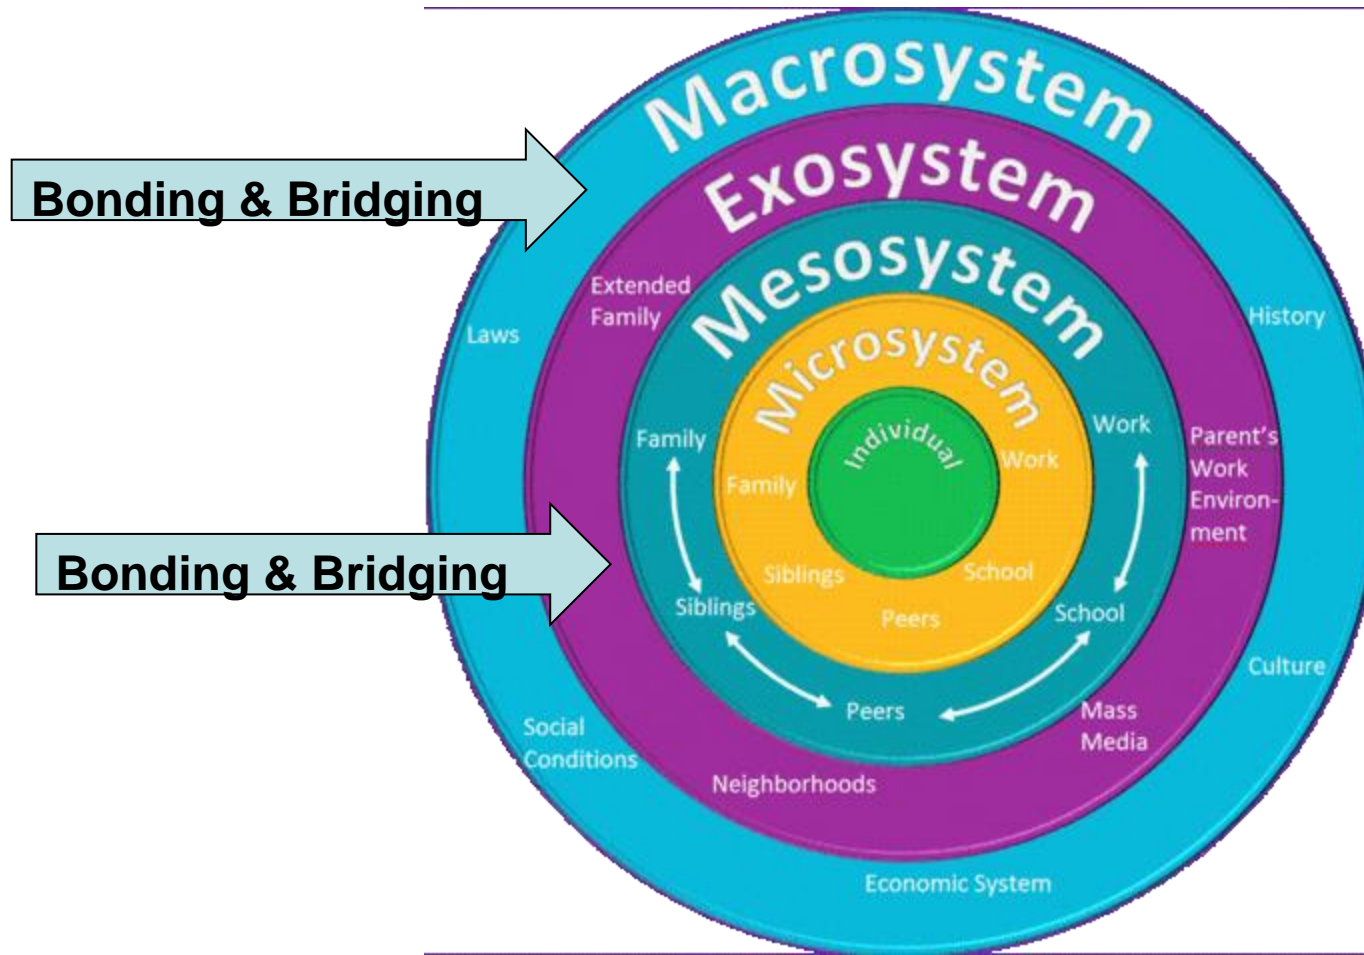 Macrosystem
Exosystem
Mesosystem
Microsystem
Individual
Bonding & Bridging
Bonding & Bridging
Laws
Extended
Family
History
Family
Work
Parent's
Work
Environ-
ment
Family
Work
Siblings
School
Peers
Siblings
School
Peers
Culture
Mass
Media
Social
Conditions
Neighborhoods
Economic System